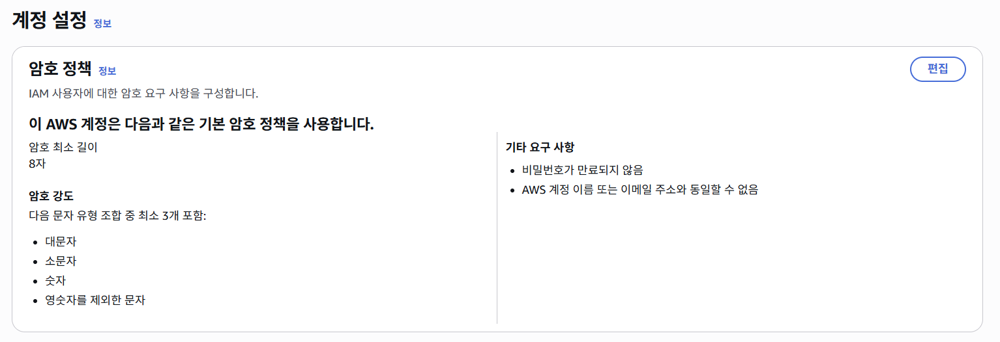 계정 설정 정보
암호 정책 정보
편집
IAM 사용자에 대한 암호 요구 사항을 구성합니다.
이 AWS 계정은 다음과 같은 기본 암호 정책을 사용합니다.
암호 최소 길이
8자
암호 강도
다음 문자 유형 조합 중 최소 3개 포함:
• 대문자
• 소문자
• 숫자
• 영숫자를 제외한 문자
기타 요구 사항
• 비밀번호가 만료되지 않음
• AWS 계정 이름 또는 이메일 주소와 동일할 수 없음